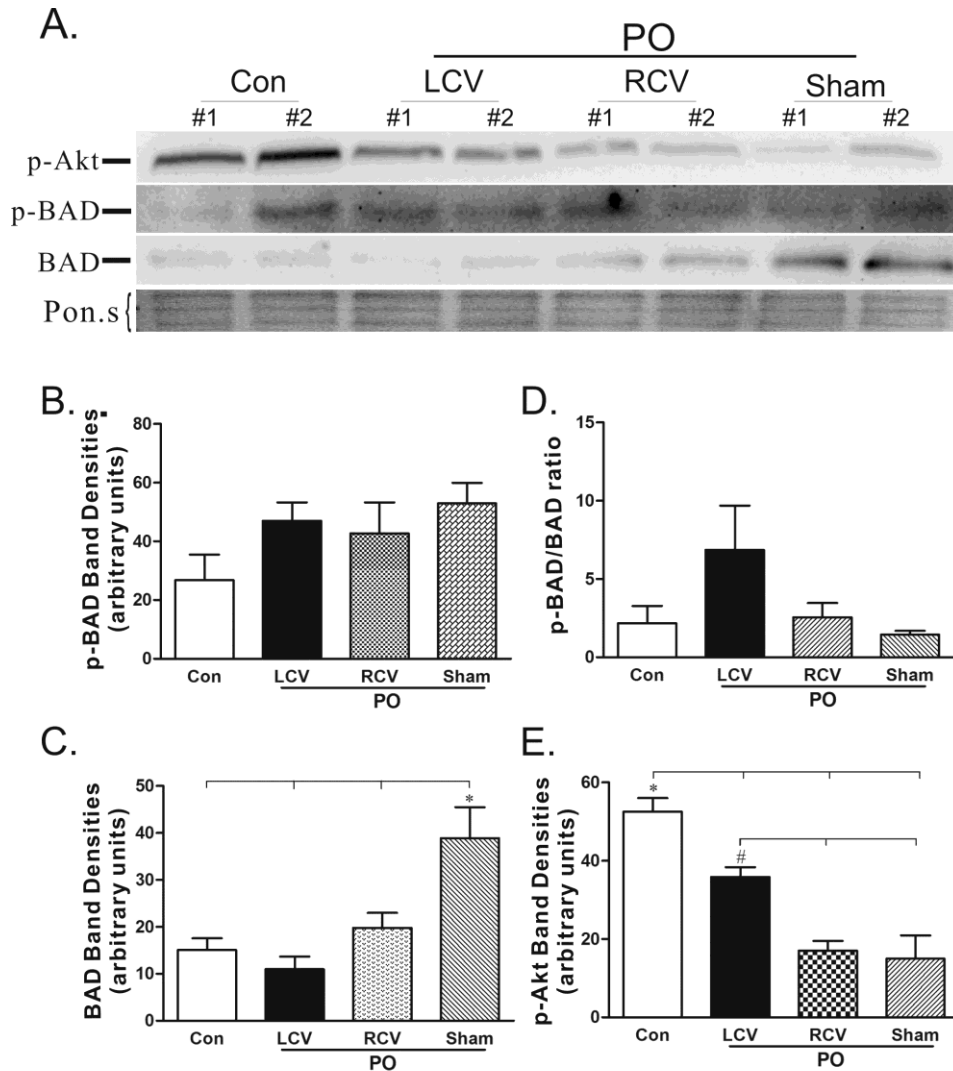 A.
PO
Con LCV RCV Sham
#1 #2 #1 #2 #1 #2 #1 #2
p-Akt
p-BAD
BAD
Pon.s {
B.
p-BAD Band Densities
(arbitrary units)
80
60
40
20
0
Con LCV RCV Sham
PO
D.
p-BAD/BAD ratio
15
10
5
0
Con LCV RCV Sham
PO
C.
BAD Band Densities
(arbitrary units)
50
40
30
20
10
0
*
Con LCV RCV Sham
PO
E.
p-Akt Band Densities
(arbitrary units)
60
40
20
0
*
#
Con LCV RCV Sham
PO